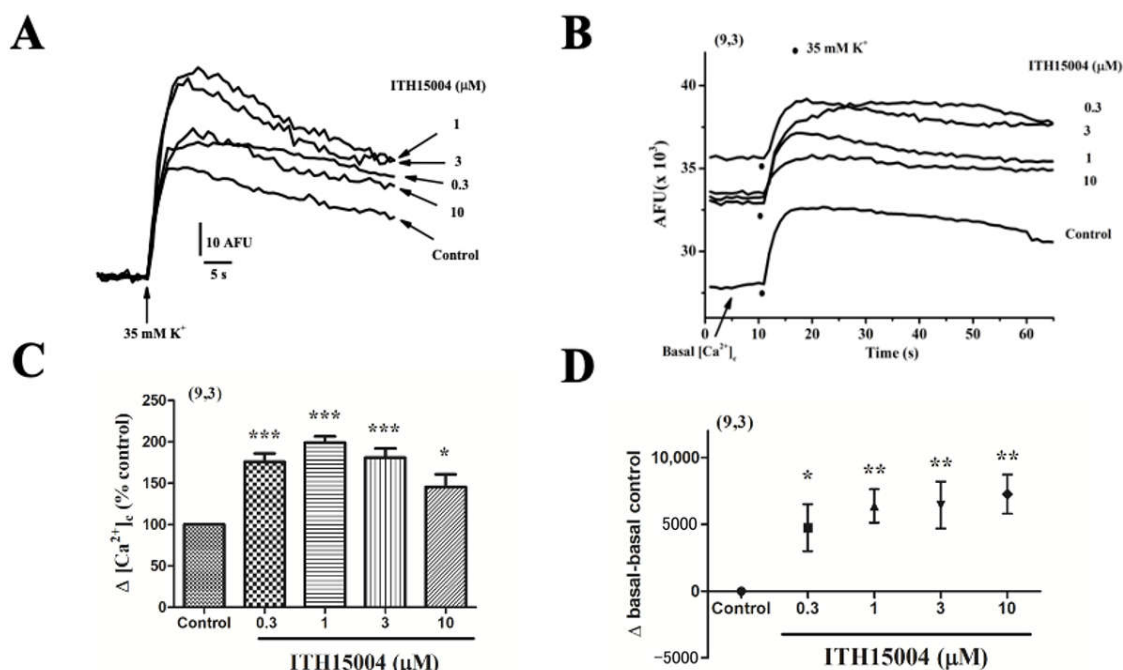 A
ITH15004 (μM)
1
3
0.3
10
Control
10 AFU
5 s
35 mM K⁺
B
(9,3)
35 mM K⁺
ITH15004 (μM)
AFU(x 10³)
40
35
30
25
0.3
3
1
10
Control
Basal [Ca²⁺]c
0 10 20 30 40 50 60
Time (s)
C
(9,3)
Δ [Ca²⁺]c (% control)
250
200
150
100
50
0
***
***
***
*
Control 0.3 1 3 10
ITH15004 (μM)
D
(9,3)
Δ basal-basal control
10,000
5000
0
−5000
*
**
**
**
Control 0.3 1 3 10
ITH15004 (μM)